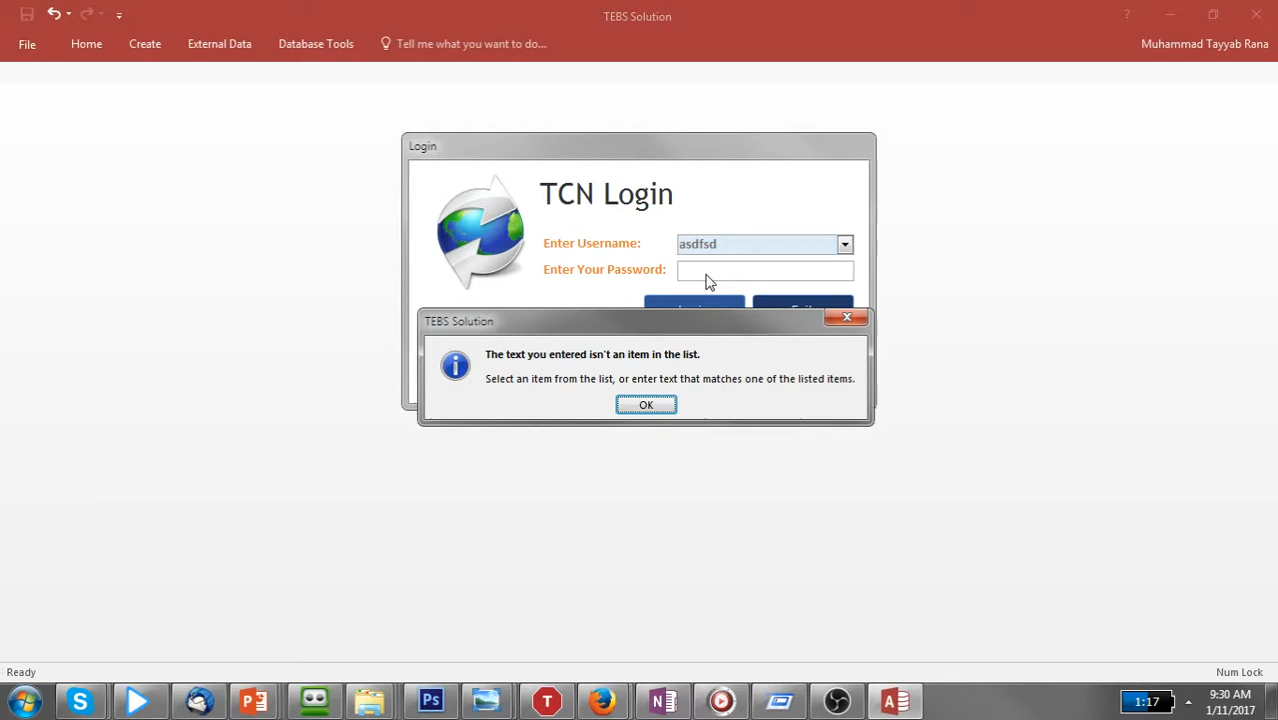 TEBS Solution
File Home Create External Data Database Tools Tell me what you want to do... Muhammad Tayyab Rana
Login
TCN Login
Enter Username: asdfsd
Enter Your Password:
TEBS Solution
The text you entered isn't an item in the list.
Select an item from the list, or enter text that matches one of the listed items.
OK
Ready Num Lock
1:17 9:30 AM
1/11/2017